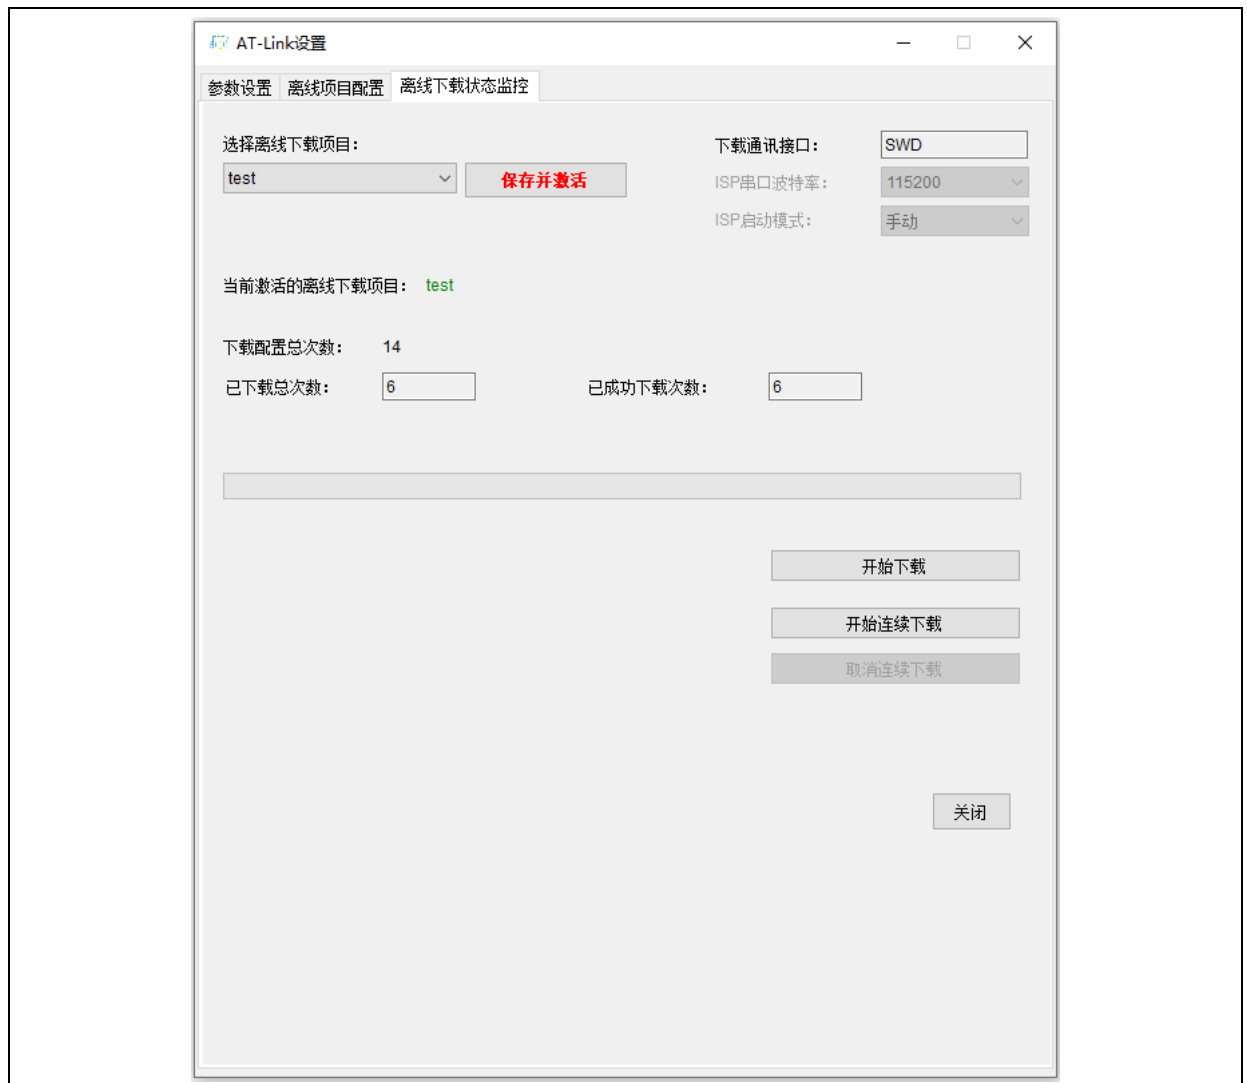 AT-Link设置
参数设置 离线项目配置 离线下载状态监控
选择离线下载项目：
test 保存并激活
下载通讯接口： SWD
ISP串口波特率： 115200
ISP启动模式： 手动
当前激活的离线下载项目： test
下载配置总次数： 14
已下载总次数： 6 已成功下载次数： 6
开始下载
开始连续下载
取消连续下载
关闭